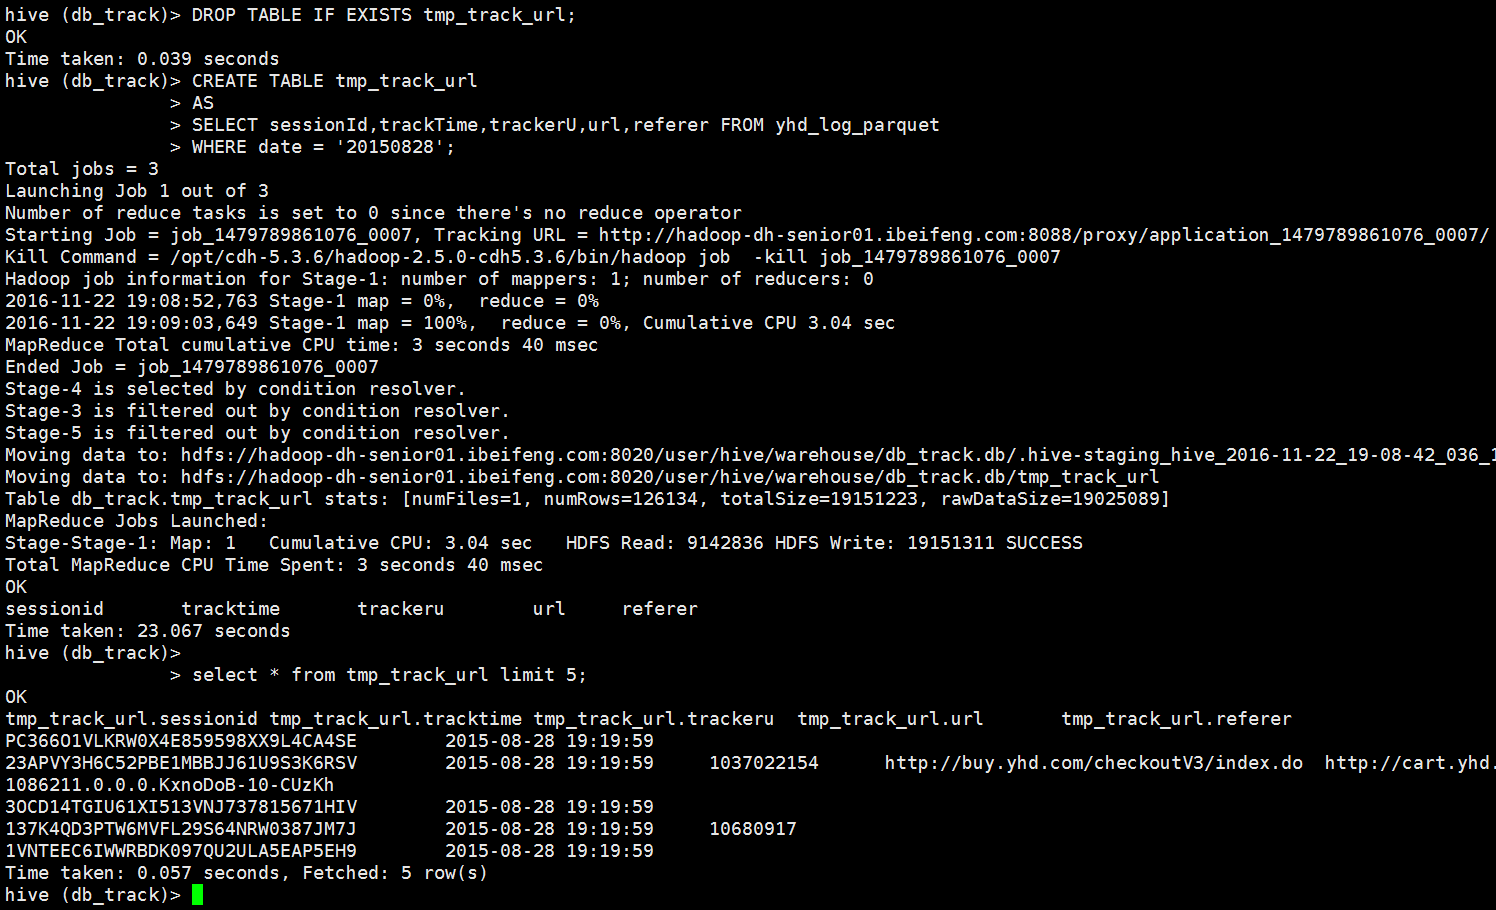 hive (db_track)> DROP TABLE IF EXISTS tmp_track_url;
OK
Time taken: 0.039 seconds
hive (db_track)> CREATE TABLE tmp_track_url
> AS
> SELECT sessionId,trackTime,trackerU,url,referer FROM yhd_log_parquet
> WHERE date = '20150828';
Total jobs = 3
Launching Job 1 out of 3
Number of reduce tasks is set to 0 since there's no reduce operator
Starting Job = job_1479789861076_0007, Tracking URL = http://hadoop-dh-senior01.ibeifeng.com:8088/proxy/application_1479789861076_0007/
Kill Command = /opt/cdh-5.3.6/hadoop-2.5.0-cdh5.3.6/bin/hadoop job  -kill job_1479789861076_0007
Hadoop job information for Stage-1: number of mappers: 1; number of reducers: 0
2016-11-22 19:08:52,763 Stage-1 map = 0%,  reduce = 0%
2016-11-22 19:09:03,649 Stage-1 map = 100%,  reduce = 0%, Cumulative CPU 3.04 sec
MapReduce Total cumulative CPU time: 3 seconds 40 msec
Ended Job = job_1479789861076_0007
Stage-4 is selected by condition resolver.
Stage-3 is filtered out by condition resolver.
Stage-5 is filtered out by condition resolver.
Moving data to: hdfs://hadoop-dh-senior01.ibeifeng.com:8020/user/hive/warehouse/db_track.db/.hive-staging_hive_2016-11-22_19-08-42_036_1
Moving data to: hdfs://hadoop-dh-senior01.ibeifeng.com:8020/user/hive/warehouse/db_track.db/tmp_track_url
Table db_track.tmp_track_url stats: [numFiles=1, numRows=126134, totalSize=19151223, rawDataSize=19025089]
MapReduce Jobs Launched:
Stage-Stage-1: Map: 1   Cumulative CPU: 3.04 sec   HDFS Read: 9142836 HDFS Write: 19151311 SUCCESS
Total MapReduce CPU Time Spent: 3 seconds 40 msec
OK
sessionid       tracktime       trackeru        url     referer
Time taken: 23.067 seconds
hive (db_track)>
> select * from tmp_track_url limit 5;
OK
tmp_track_url.sessionid tmp_track_url.tracktime tmp_track_url.trackeru  tmp_track_url.url       tmp_track_url.referer
PC366O1VLKRW0X4E859598XX9L4CA4SE        2015-08-28 19:19:59
23APVY3H6C52PBE1MBBJJ61U9S3K6RSV        2015-08-28 19:19:59     1037022154      http://buy.yhd.com/checkoutV3/index.do  http://cart.yhd.
1086211.0.0.0.KxnoDoB-10-CUzKh
3OCD14TGIU61XI513VNJ737815671HIV        2015-08-28 19:19:59
137K4QD3PTW6MVFL29S64NRW0387JM7J        2015-08-28 19:19:59     10680917
1VNTEEC6IWWRBDK097QU2ULA5EAP5EH9        2015-08-28 19:19:59
Time taken: 0.057 seconds, Fetched: 5 row(s)
hive (db_track)>